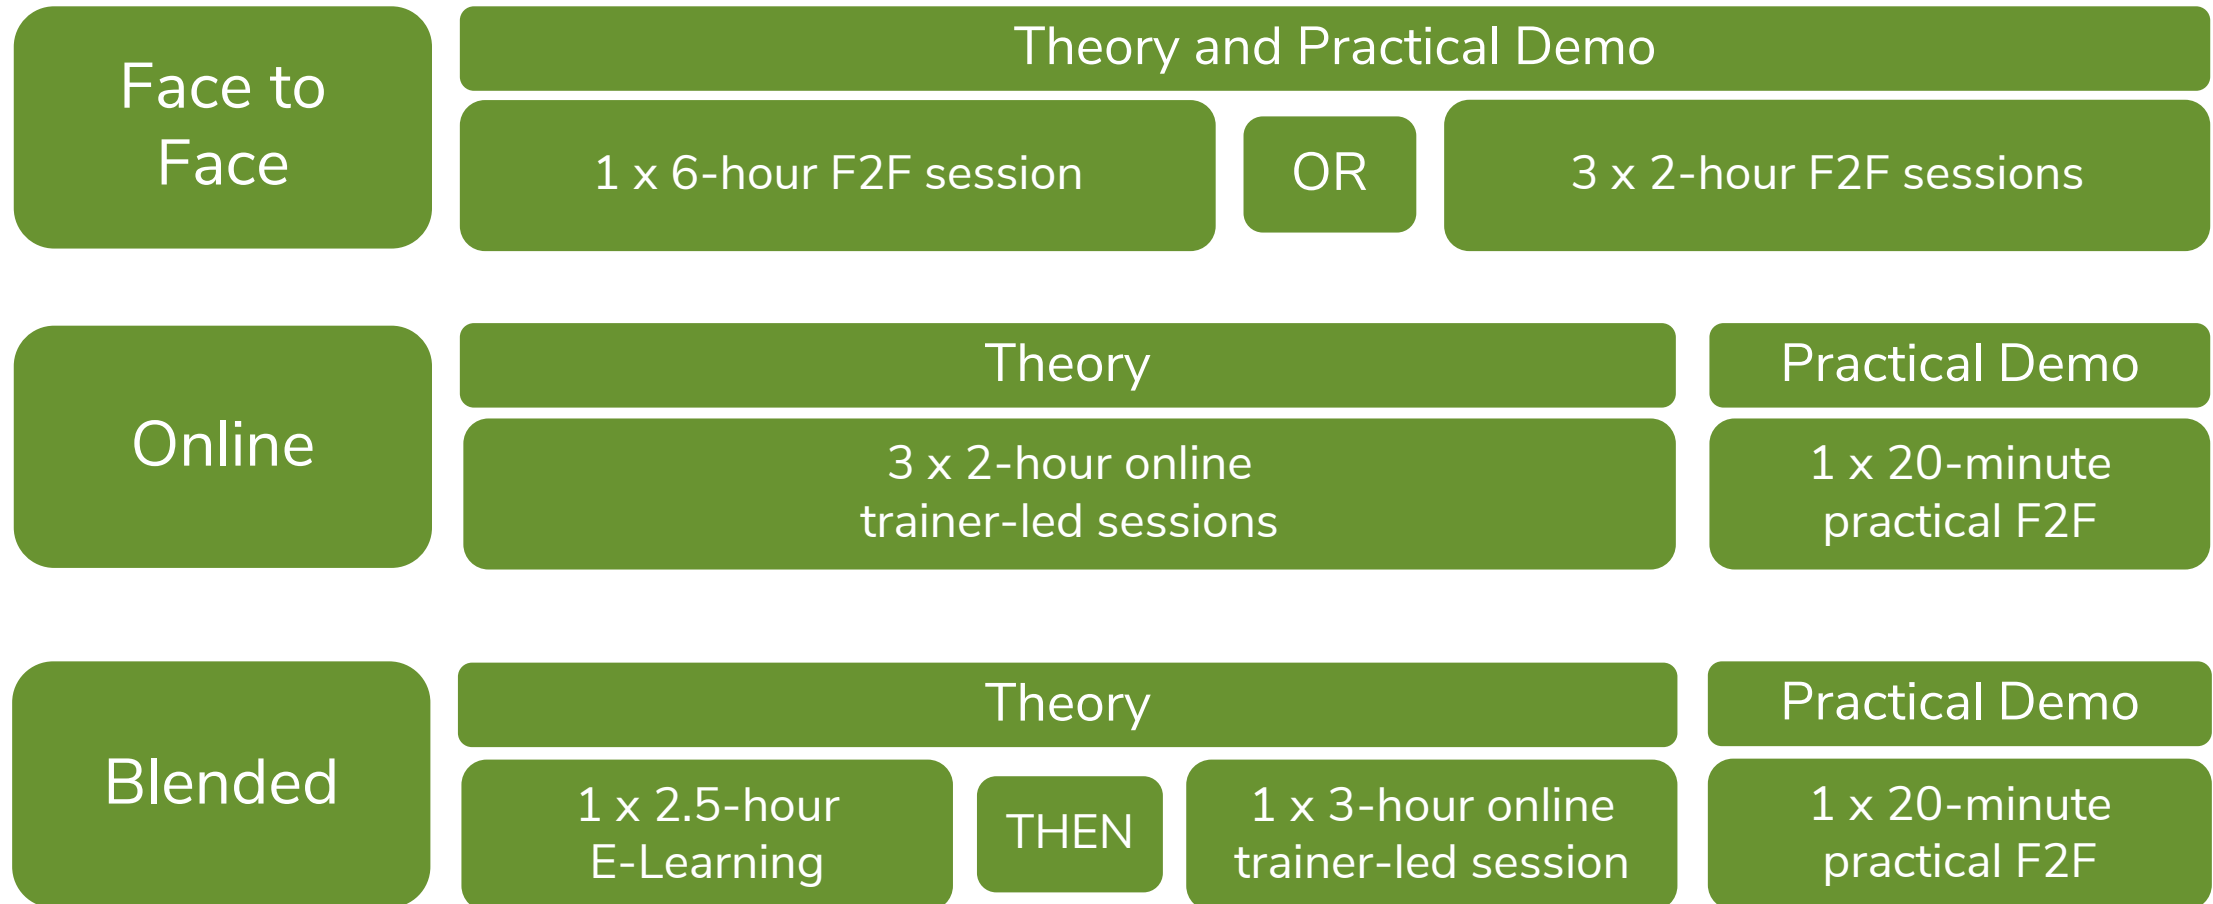 Face to
Face
Theory and Practical Demo
1 x 6-hour F2F session
OR
3 x 2-hour F2F sessions
Online
Theory
3 x 2-hour online
trainer-led sessions
Practical Demo
1 x 20-minute
practical F2F
Blended
Theory
1 x 2.5-hour
E-Learning
THEN
1 x 3-hour online
trainer-led session
Practical Demo
1 x 20-minute
practical F2F